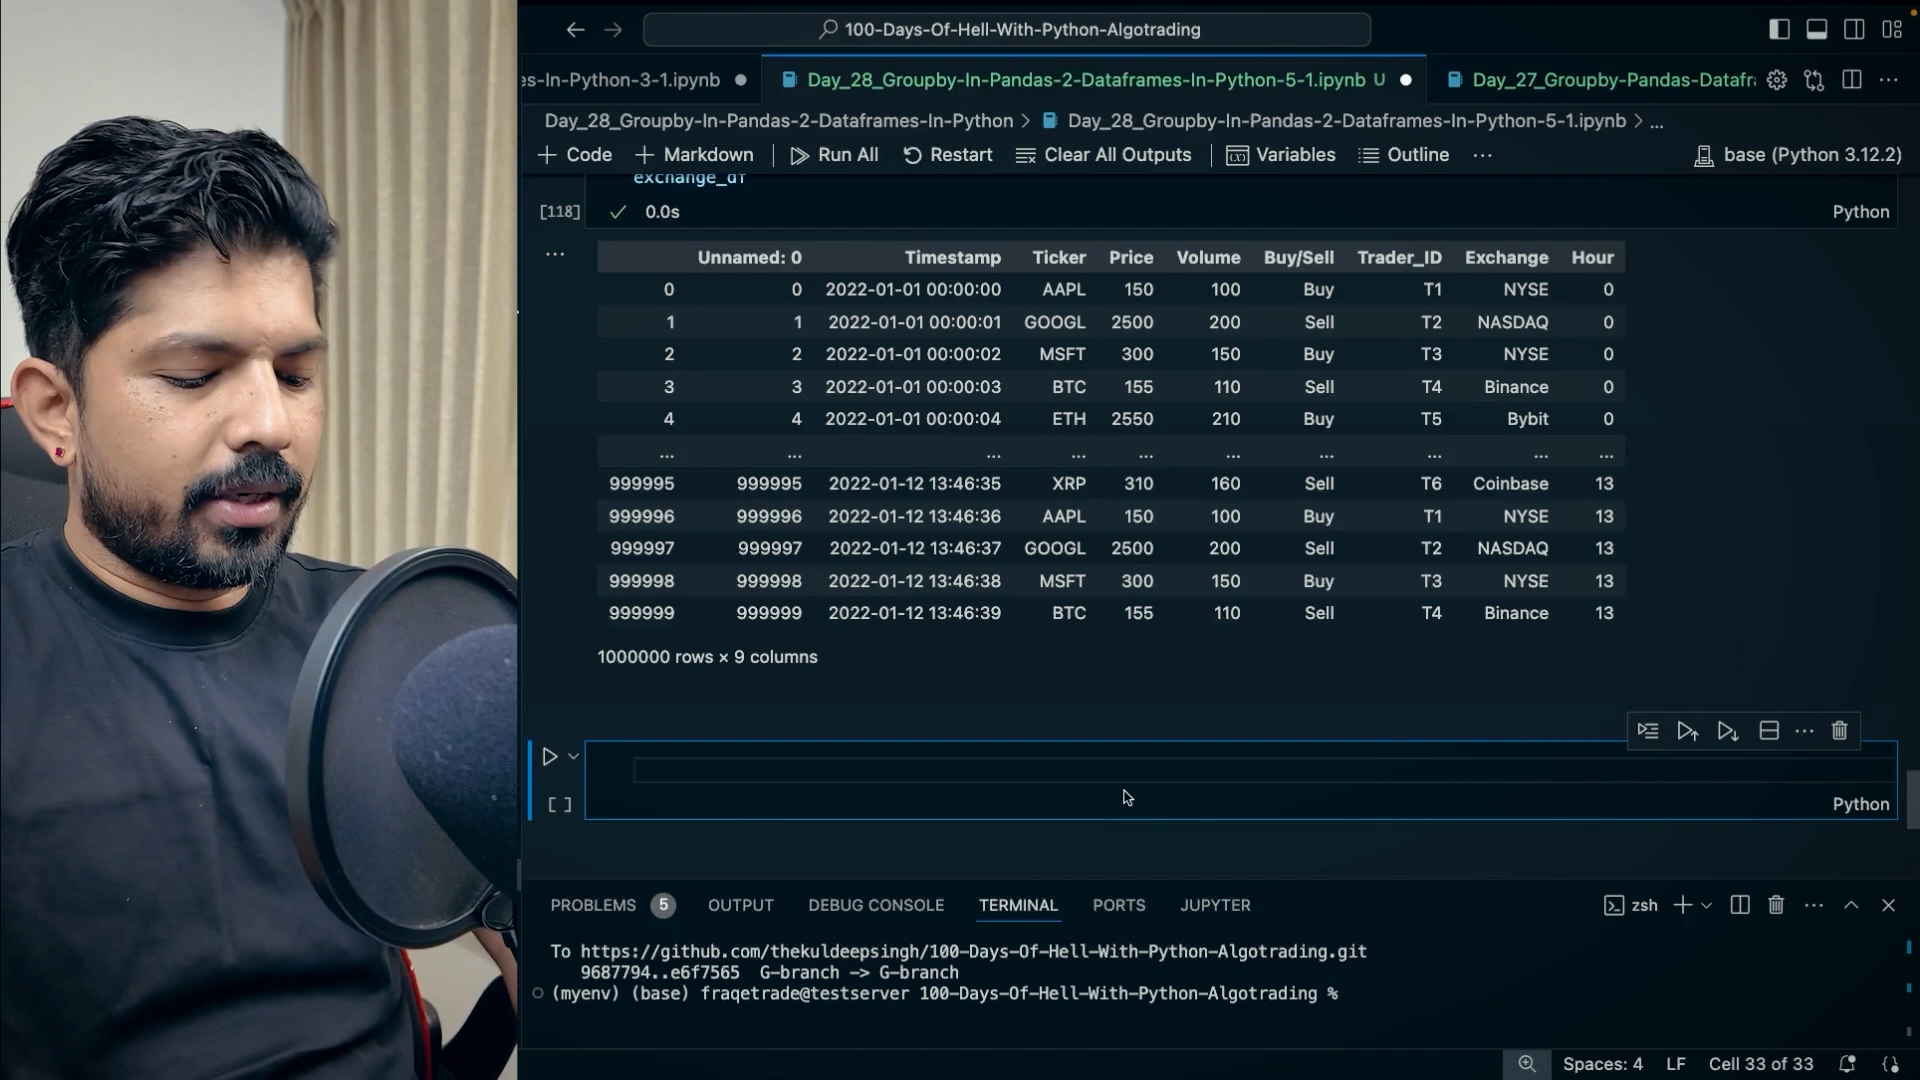 100-Days-Of-Hell-With-Python-Algotrading
es-In-Python-3-1.ipynb
Day_28_Groupby-In-Pandas-2-Dataframes-In-Python-5-1.ipynb U
Day_27_Groupby-Pandas-Datafra
Day_28_Groupby-In-Pandas-2-Dataframes-In-Python > Day_28_Groupby-In-Pandas-2-Dataframes-In-Python-5-1.ipynb > ...
+ Code + Markdown Run All Restart Clear All Outputs Variables Outline ... base (Python 3.12.2)
exchange_df
[118] ✓ 0.0s Python
... Unnamed: 0 Timestamp Ticker Price Volume Buy/Sell Trader_ID Exchange Hour
0 0 2022-01-01 00:00:00 AAPL 150 100 Buy T1 NYSE 0
1 1 2022-01-01 00:00:01 GOOGL 2500 200 Sell T2 NASDAQ 0
2 2 2022-01-01 00:00:02 MSFT 300 150 Buy T3 NYSE 0
3 3 2022-01-01 00:00:03 BTC 155 110 Sell T4 Binance 0
4 4 2022-01-01 00:00:04 ETH 2550 210 Buy T5 Bybit 0
... ... ... ... ... ... ... ... ... ...
999995 999995 2022-01-12 13:46:35 XRP 310 160 Sell T6 Coinbase 13
999996 999996 2022-01-12 13:46:36 AAPL 150 100 Buy T1 NYSE 13
999997 999997 2022-01-12 13:46:37 GOOGL 2500 200 Sell T2 NASDAQ 13
999998 999998 2022-01-12 13:46:38 MSFT 300 150 Buy T3 NYSE 13
999999 999999 2022-01-12 13:46:39 BTC 155 110 Sell T4 Binance 13
1000000 rows × 9 columns
[ ] Python
PROBLEMS 5 OUTPUT DEBUG CONSOLE TERMINAL PORTS JUPYTER zsh
To https://github.com/thekuldeepsingh/100-Days-Of-Hell-With-Python-Algotrading.git
9687794..e6f7565 G-branch -> G-branch
(myenv) (base) fraqetrade@testserver 100-Days-Of-Hell-With-Python-Algotrading %
Spaces: 4 LF Cell 33 of 33